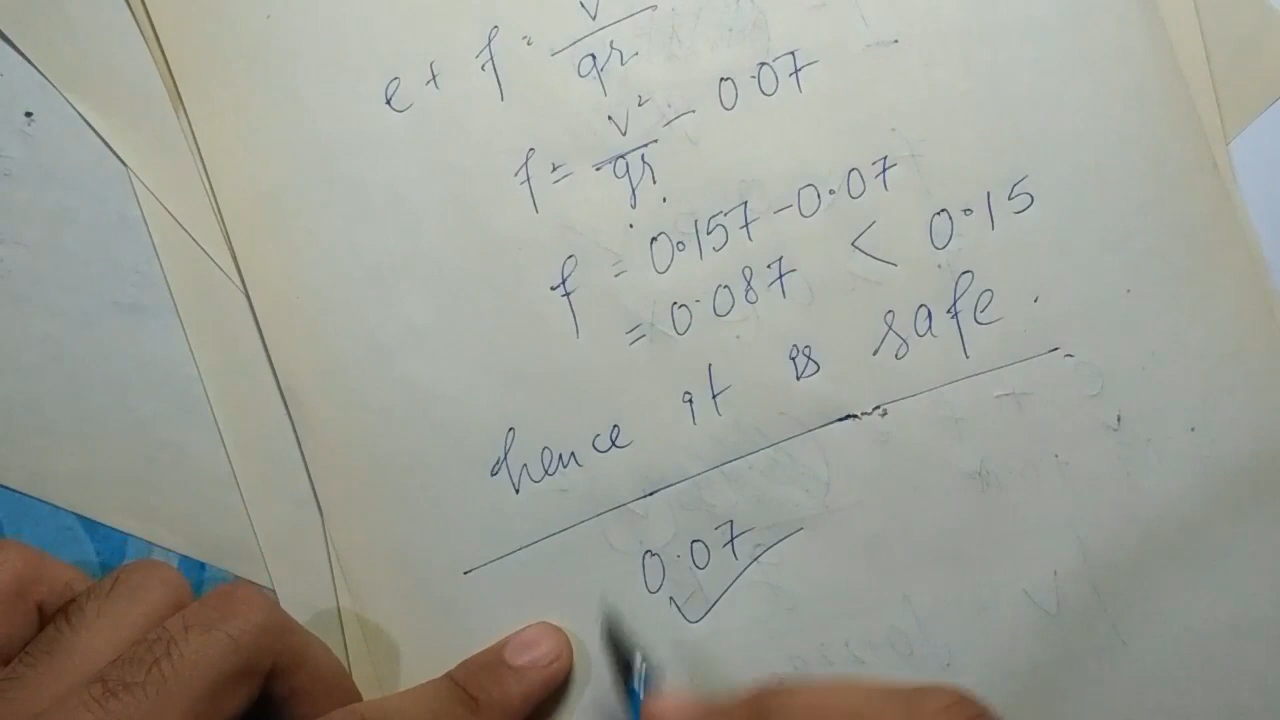 e + f = v / gr
f = v² / gr - 0.07
f = 0.157 - 0.07
= 0.087 < 0.15
hence it is safe.
0.07 ✓